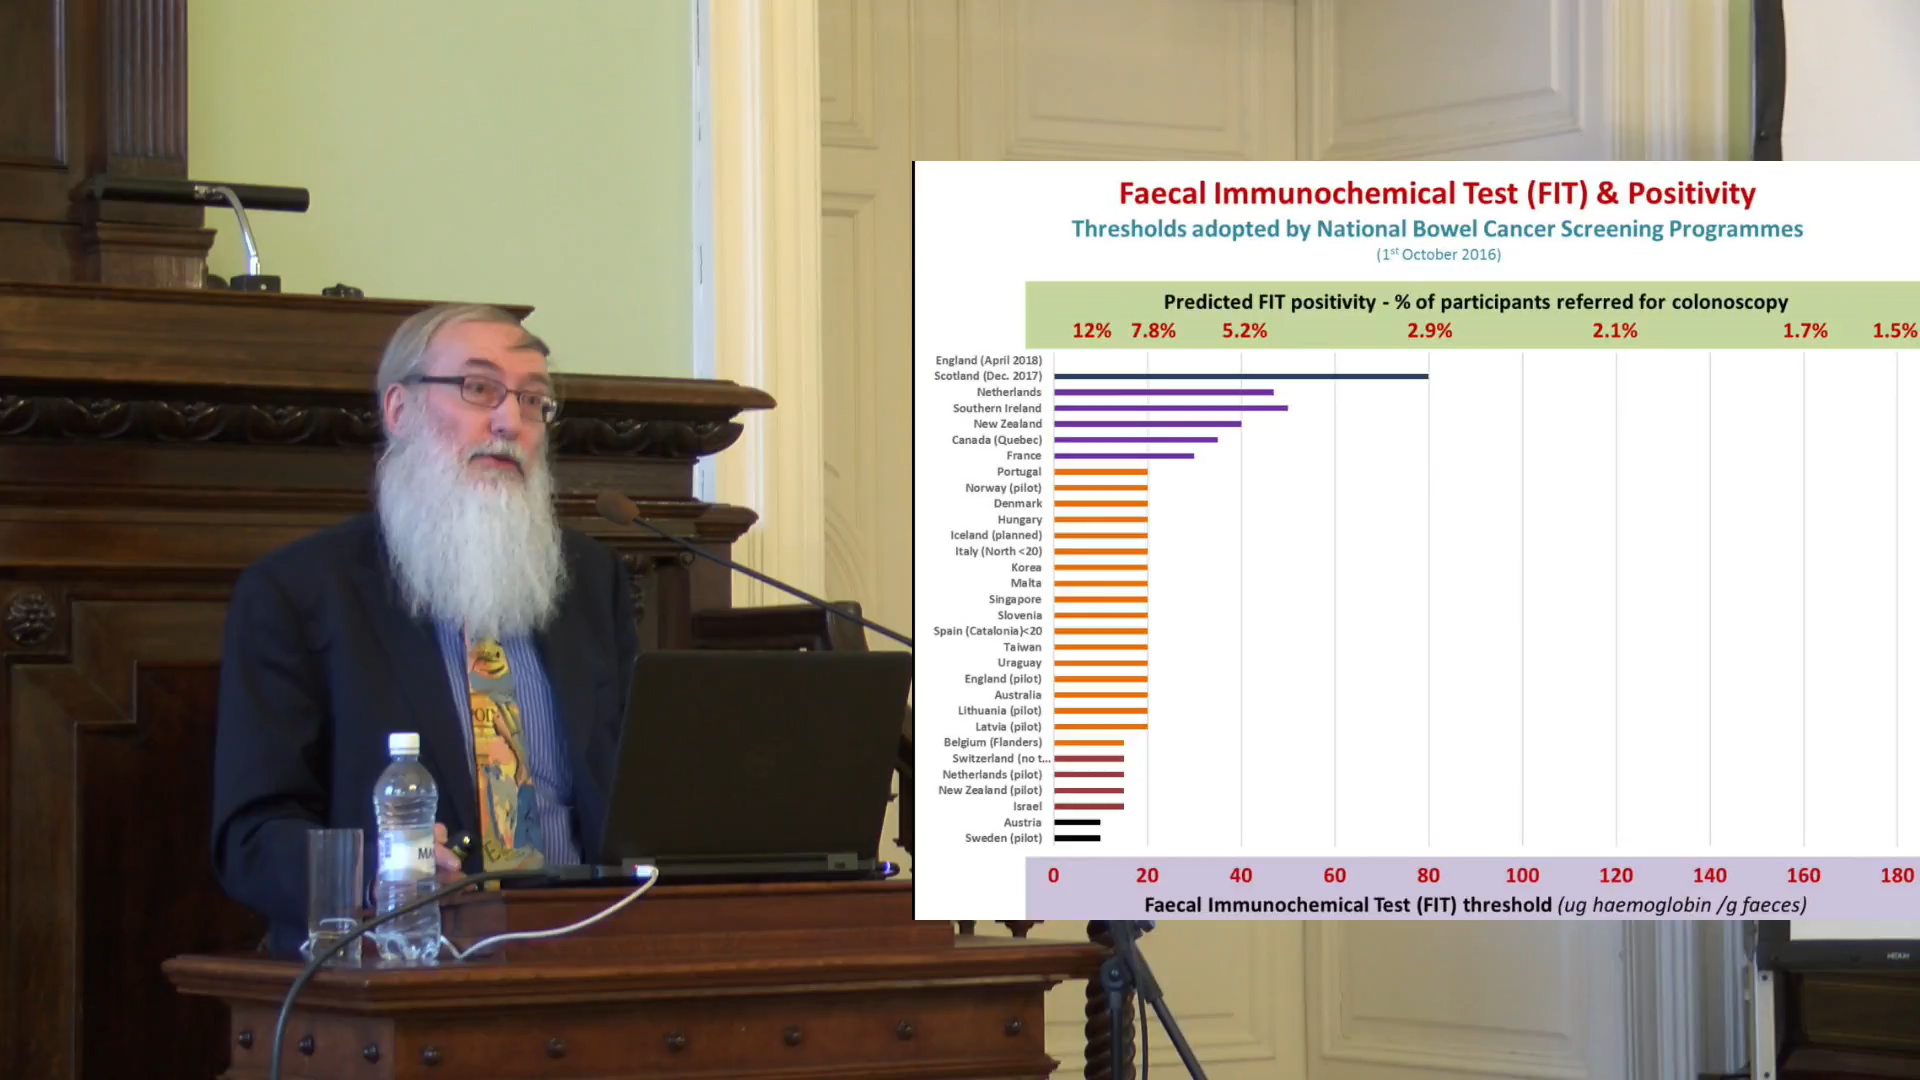 Faecal Immunochemical Test (FIT) & Positivity
Thresholds adopted by National Bowel Cancer Screening Programmes
(1st October 2016)
Predicted FIT positivity - % of participants referred for colonoscopy
12% 7.8% 5.2% 2.9% 2.1% 1.7% 1.5%
England (April 2018)
Scotland (Dec. 2017)
Netherlands
Southern Ireland
New Zealand
Canada (Quebec)
France
Portugal
Norway (pilot)
Denmark
Hungary
Iceland (planned)
Italy (North <20)
Korea
Malta
Singapore
Slovenia
Spain (Catalonia)<20
Taiwan
Uraguay
England (pilot)
Australia
Lithuania (pilot)
Latvia (pilot)
Belgium (Flanders)
Switzerland (no t...
Netherlands (pilot)
New Zealand (pilot)
Israel
Austria
Sweden (pilot)
0 20 40 60 80 100 120 140 160 180
Faecal Immunochemical Test (FIT) threshold (ug haemoglobin /g faeces)